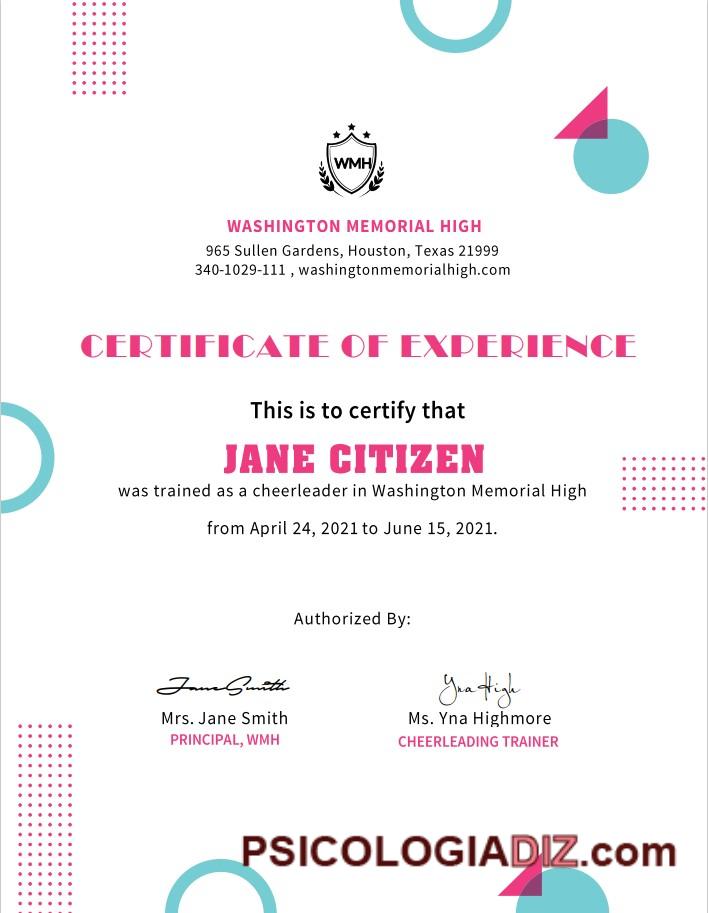 WMH
WASHINGTON MEMORIAL HIGH
965 Sullen Gardens, Houston, Texas 21999
340-1029-111 , washingtonmemorialhigh.com
CERTIFICATE OF EXPERIENCE
This is to certify that
JANE CITIZEN
was trained as a cheerleader in Washington Memorial High
from April 24, 2021 to June 15, 2021.
Authorized By:
Jane Smith Yna High
Mrs. Jane Smith Ms. Yna Highmore
PRINCIPAL, WMH CHEERLEADING TRAINER
PSICOLOGIADIZ.com